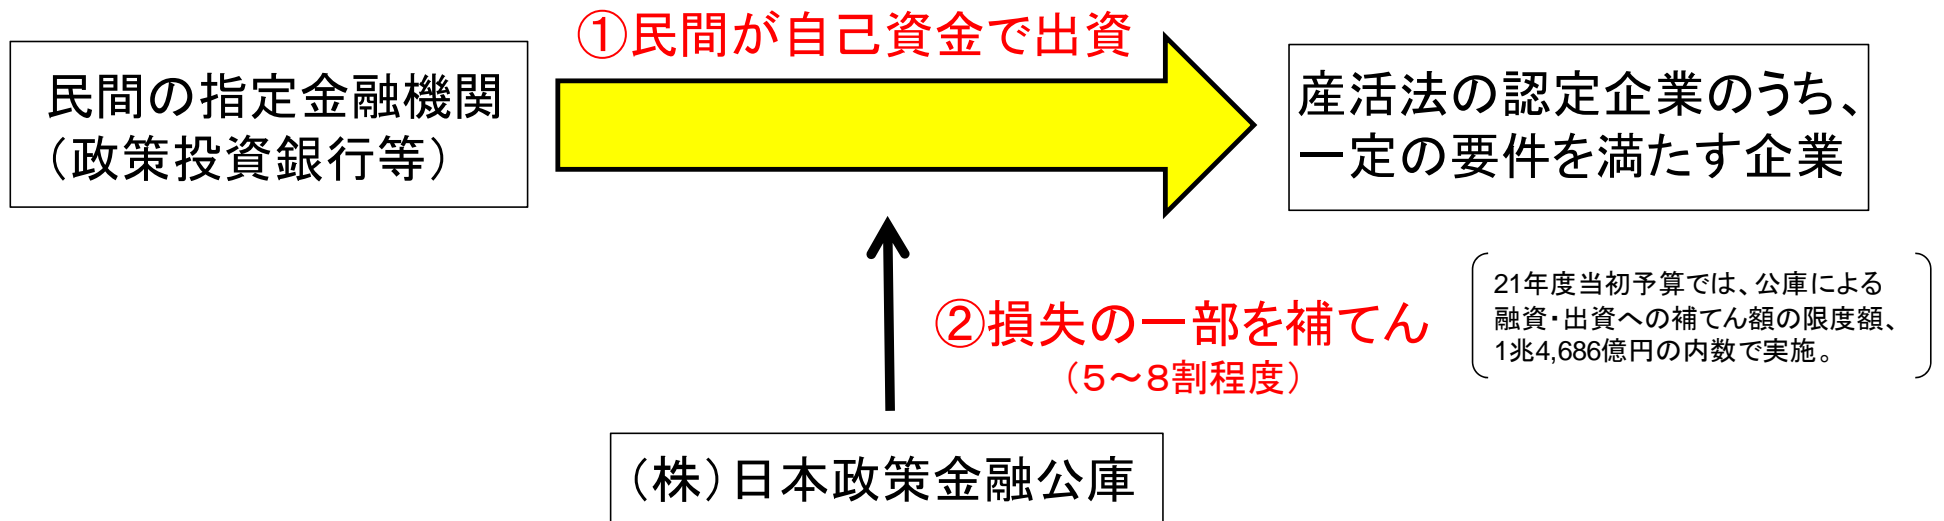 ①民間が自己資金で出資
民間の指定金融機関
（政策投資銀行等）
産活法の認定企業のうち、
一定の要件を満たす企業
②損失の一部を補てん
（５～８割程度）
21年度当初予算では、公庫による
融資・出資への補てん額の限度額、
1兆4,686億円の内数で実施。
（株）日本政策金融公庫